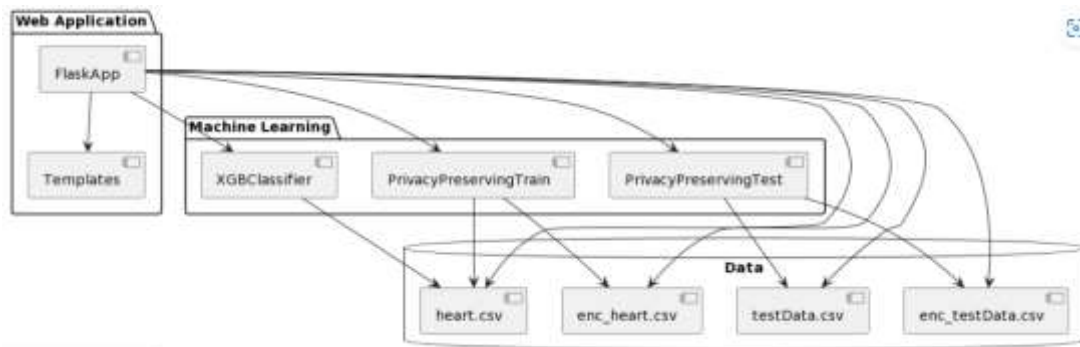 Web Application
FlaskApp
Templates
Machine Learning
XGBClassifier
PrivacyPreservingTrain
PrivacyPreservingTest
Data
heart.csv
enc_heart.csv
testData.csv
enc_testData.csv